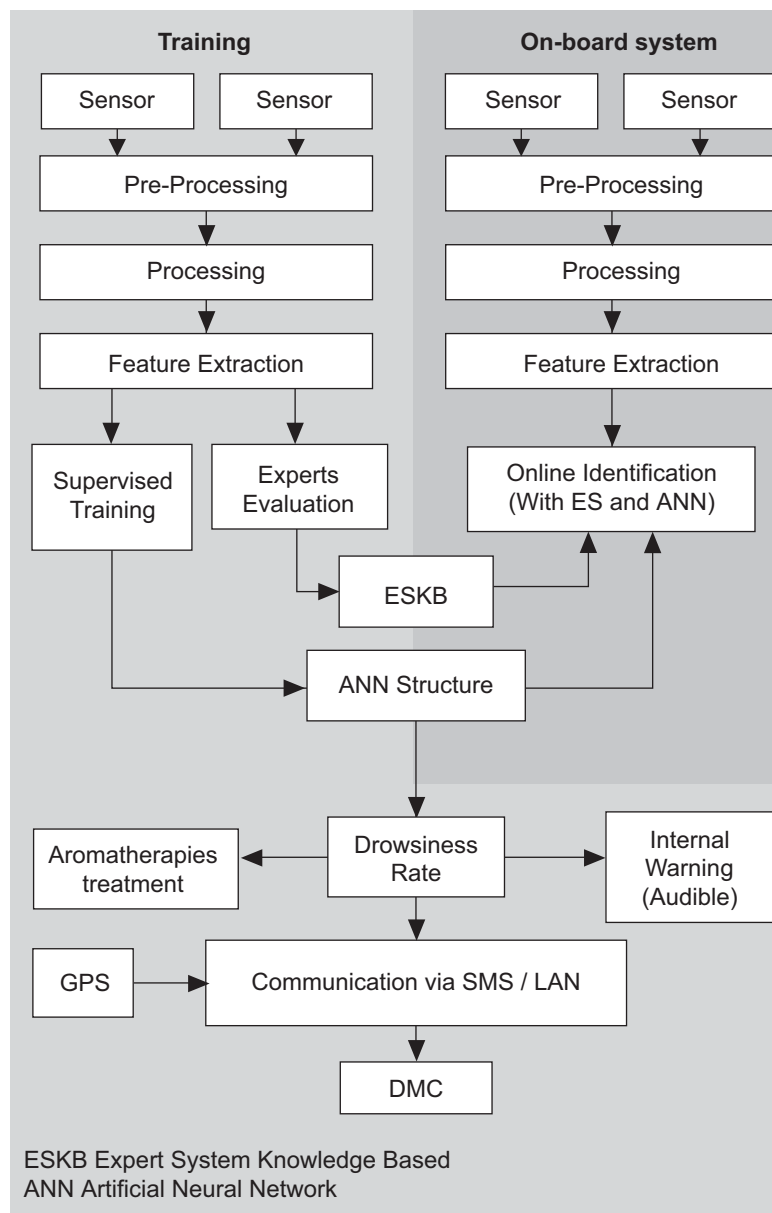 Training
On-board system
Sensor
Sensor
Sensor
Sensor
Pre-Processing
Pre-Processing
Processing
Processing
Feature Extraction
Feature Extraction
Supervised
Training
Experts
Evaluation
Online Identification
(With ES and ANN)
ESKB
ANN Structure
Aromatherapies
treatment
Drowsiness
Rate
Internal
Warning
(Audible)
GPS
Communication via SMS / LAN
DMC
ESKB Expert System Knowledge Based
ANN Artificial Neural Network